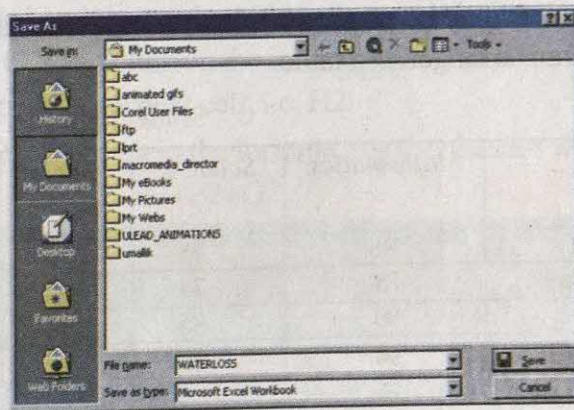 Save As
Save in:
My Documents
Tools
History
My Documents
Desktop
Favorites
Web Folders
abc
animated gifs
Corel User Files
ftp
lprt
macromedia_director
My eBooks
My Pictures
My Webs
ULEAD_ANIMATIONS
umallik
File name:
WATERLOSS
Save
Save as type:
Microsoft Excel Workbook
Cancel